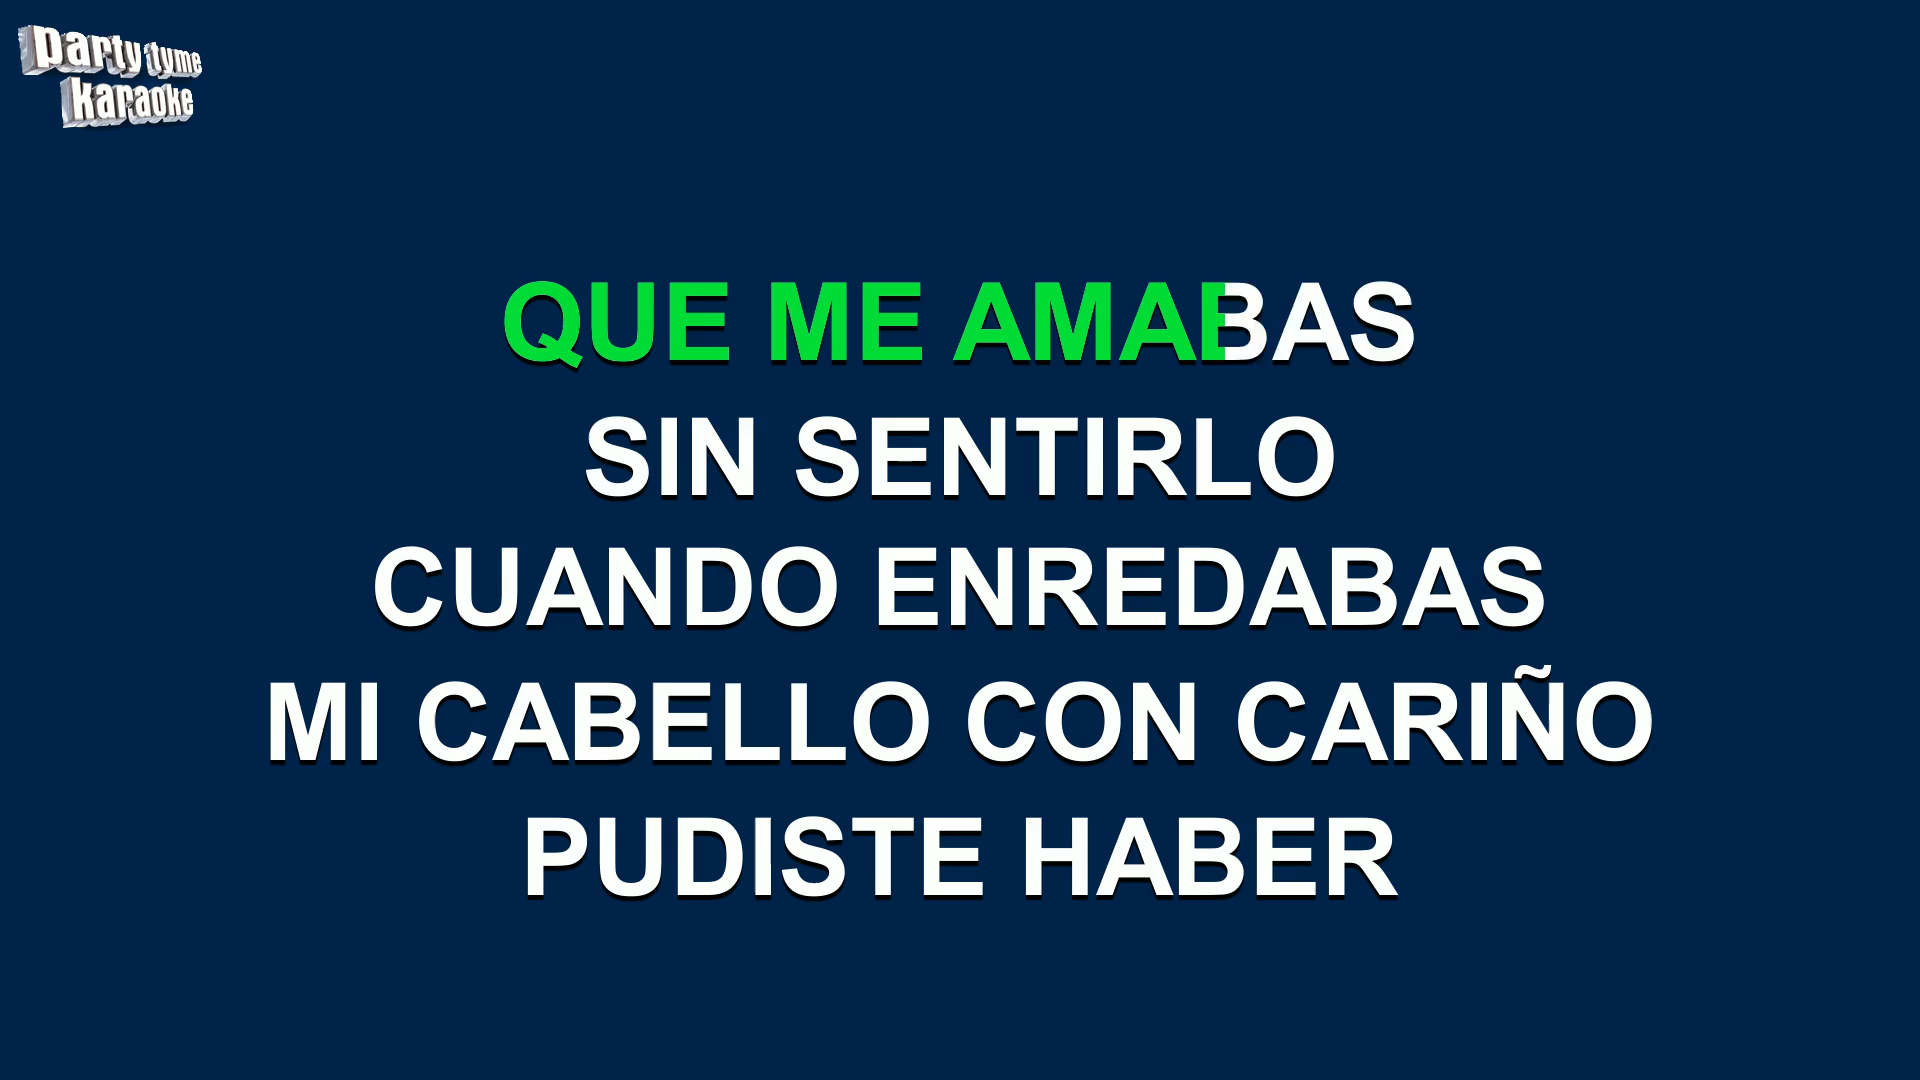 party tyme
karaoke
QUE ME AMABAS
SIN SENTIRLO
CUANDO ENREDABAS
MI CABELLO CON CARIÑO
PUDISTE HABER